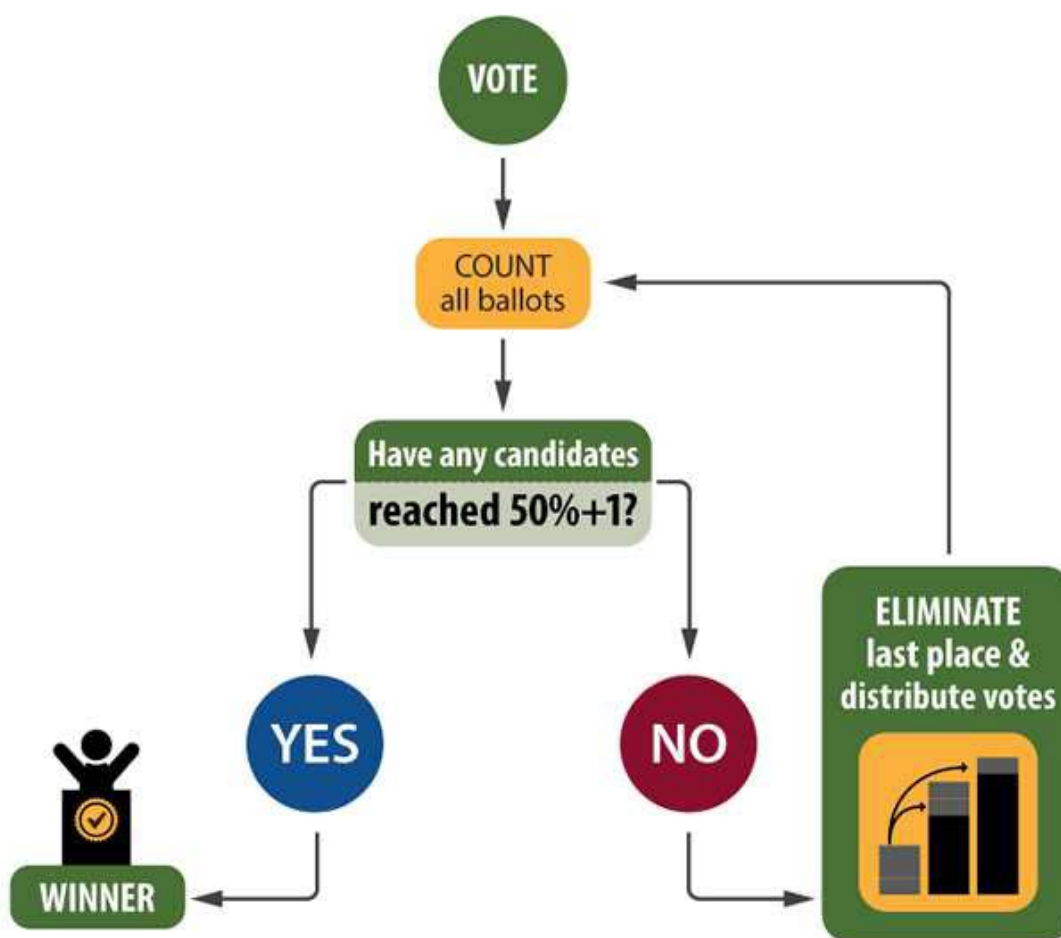 VOTE
COUNT
all ballots
Have any candidates
reached 50%+1?
YES
NO
ELIMINATE
last place &
distribute votes
WINNER